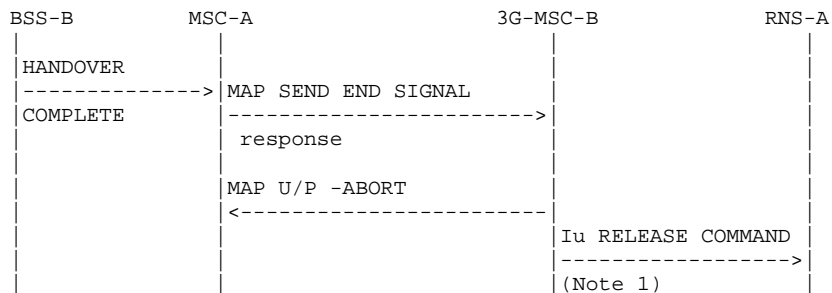 BSS-B MSC-A 3G-MSC-B RNS-A
HANDOVER
MAP SEND END SIGNAL
COMPLETE
response
MAP U/P -ABORT
Iu RELEASE COMMAND
(Note 1)